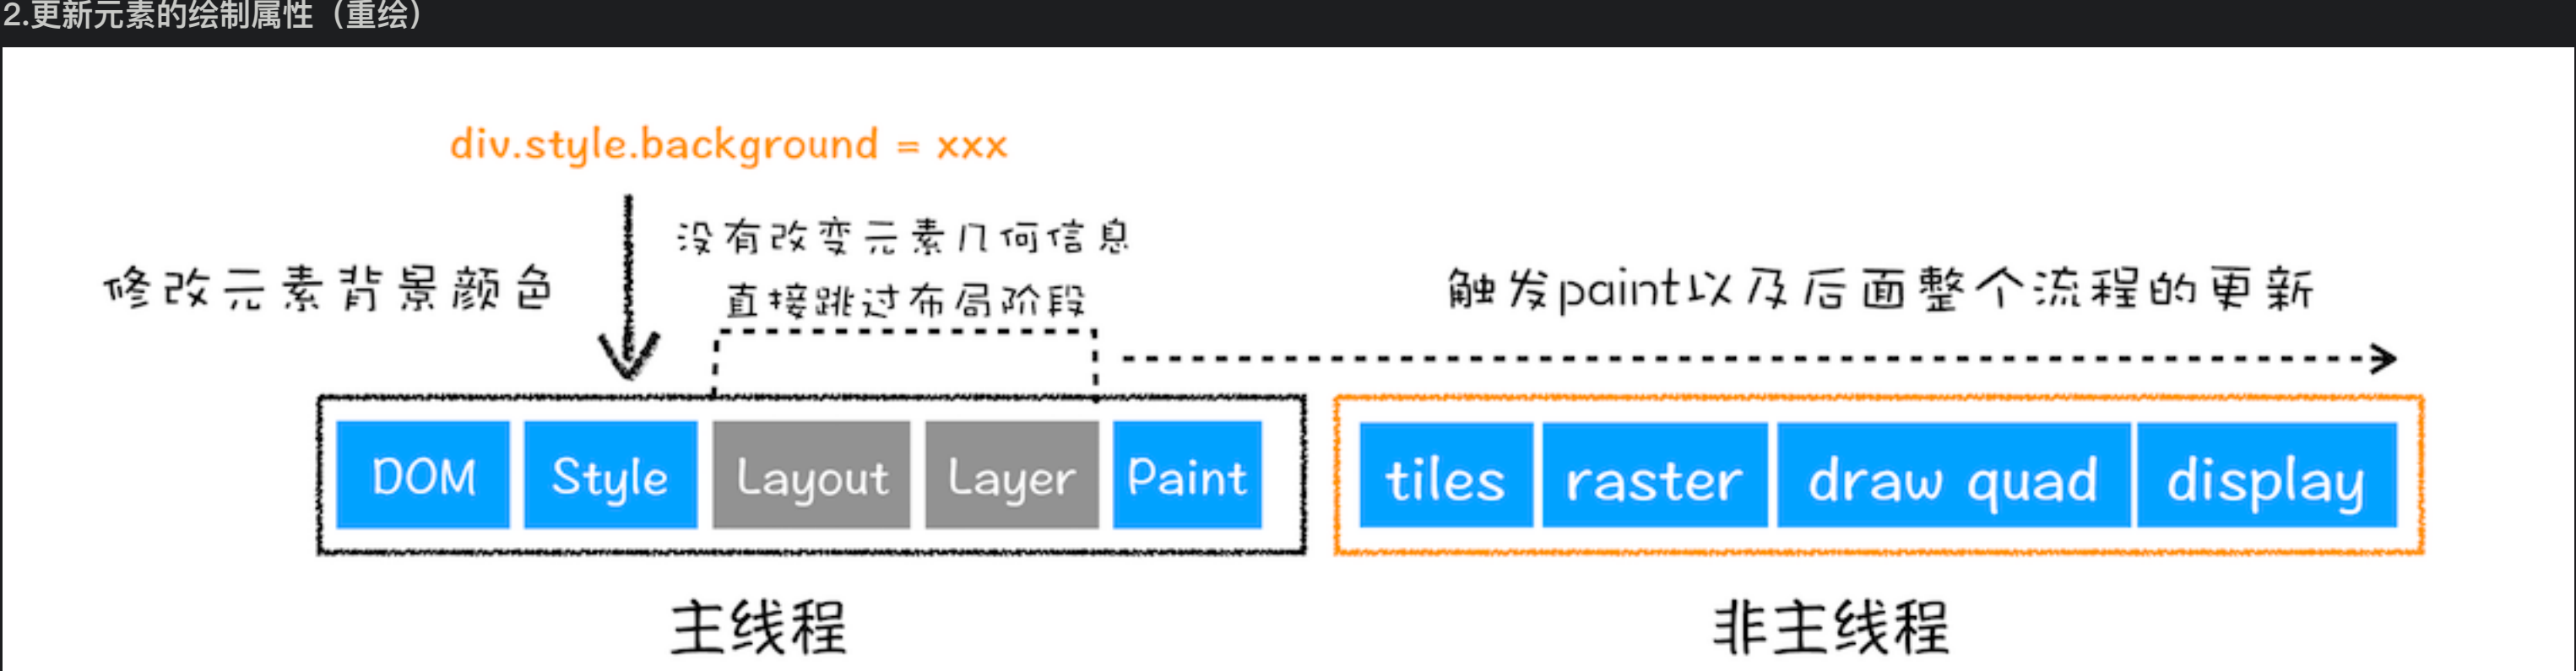 2.更新元素的绘制属性（重绘）
div.style.background = xxx
没有改变元素几何信息
直接跳过布局阶段
修改元素背景颜色
触发paint以及后面整个流程的更新
DOM Style Layout Layer Paint
tiles raster draw quad display
主线程
非主线程